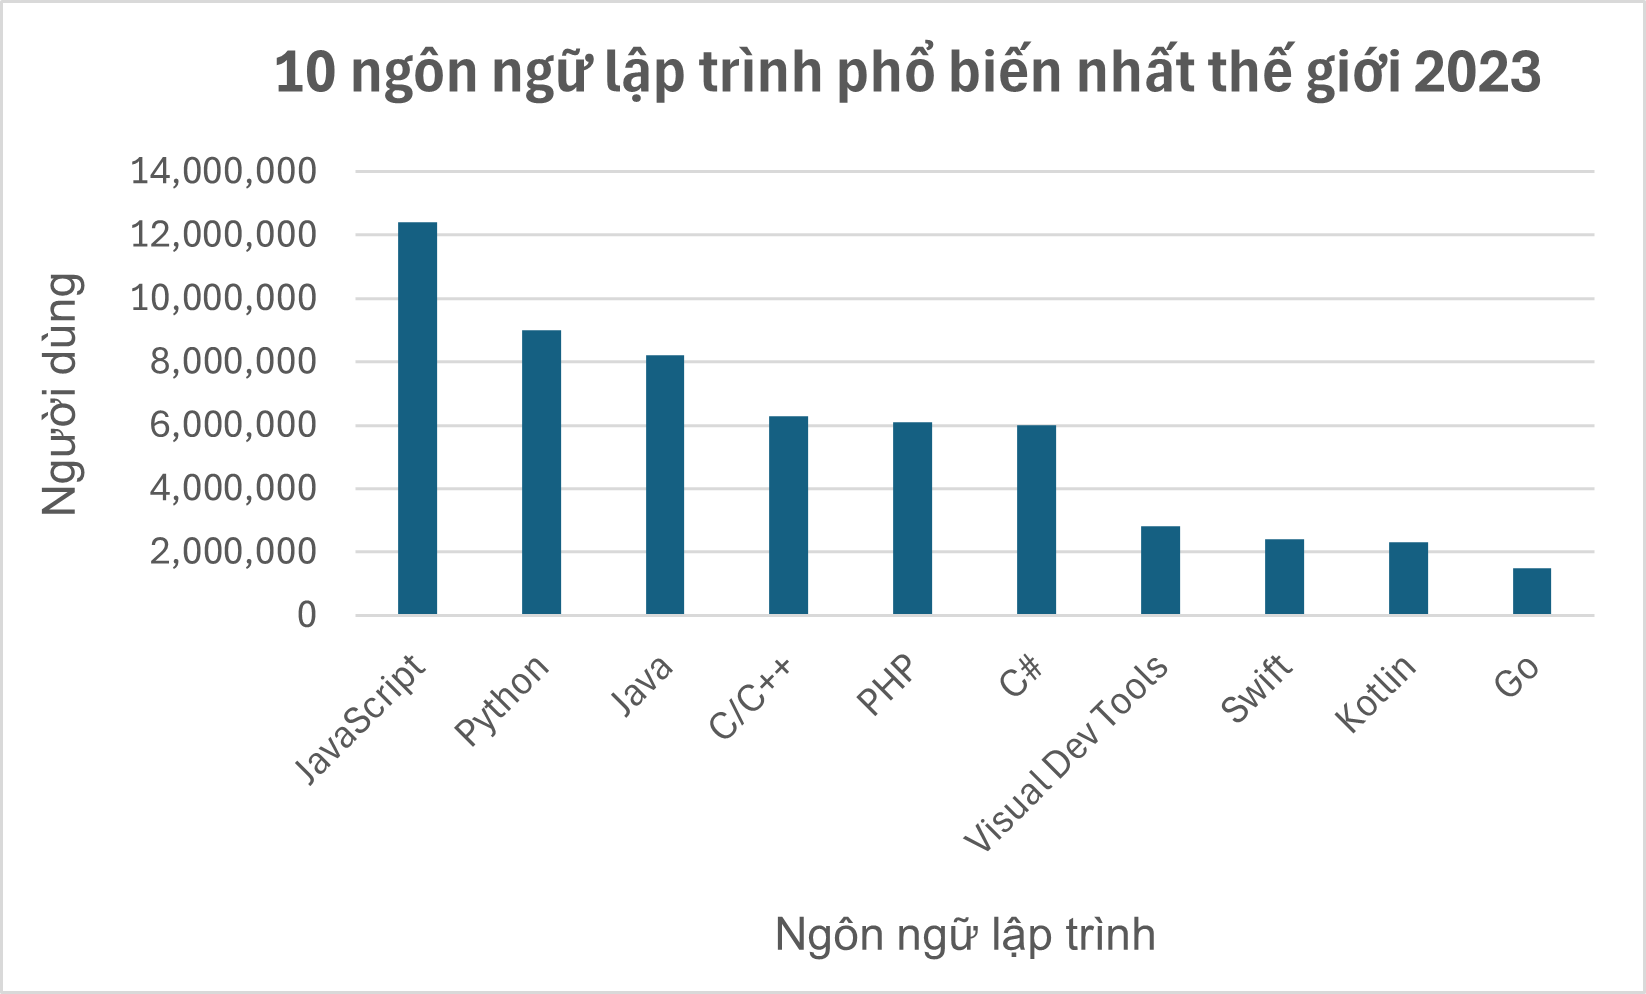 10 ngôn ngữ lập trình phổ biến nhất thế giới 2023
14,000,000
12,000,000
10,000,000
8,000,000
6,000,000
4,000,000
2,000,000
0
Người dùng
JavaScript
Python
Java
C/C++
PHP
C#
Visual Dev Tools
Swift
Kotlin
Go
Ngôn ngữ lập trình